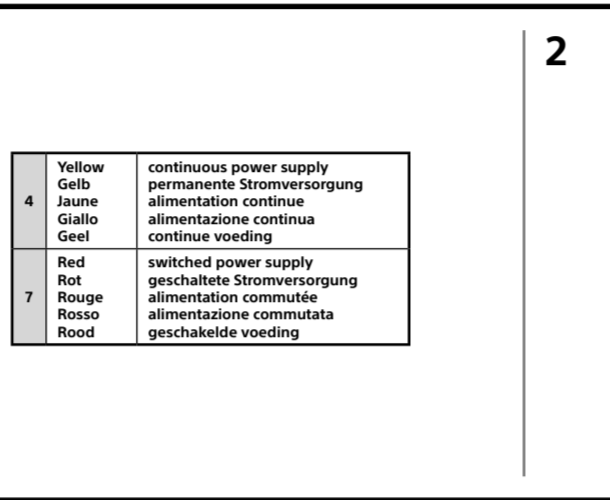 2
4
Yellow continuous power supply
Gelb permanente Stromversorgung
Jaune alimentation continue
Giallo alimentazione continua
Geel continue voeding
7
Red switched power supply
Rot geschaltete Stromversorgung
Rouge alimentation commutée
Rosso alimentazione commutata
Rood geschakelde voeding